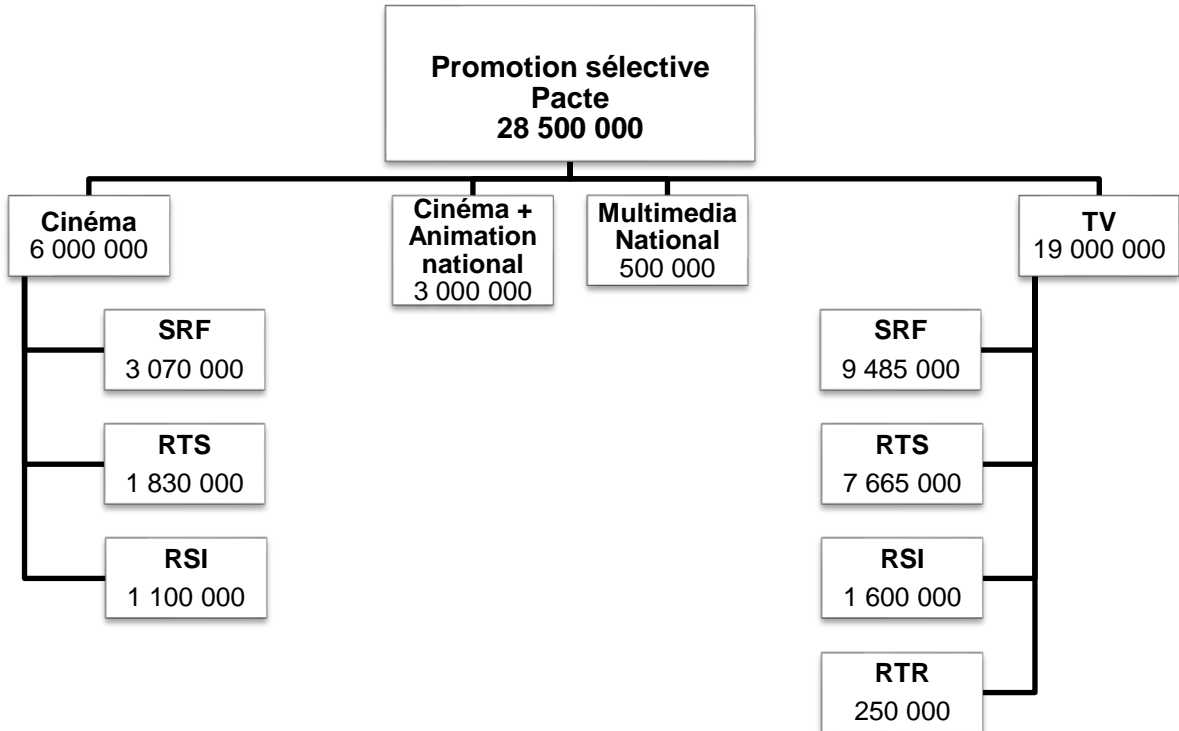 Promotion sélective
Pacte
28 500 000
Cinéma
6 000 000
Cinéma +
Animation
national
3 000 000
Multimedia
National
500 000
TV
19 000 000
SRF
3 070 000
RTS
1 830 000
RSI
1 100 000
SRF
9 485 000
RTS
7 665 000
RSI
1 600 000
RTR
250 000